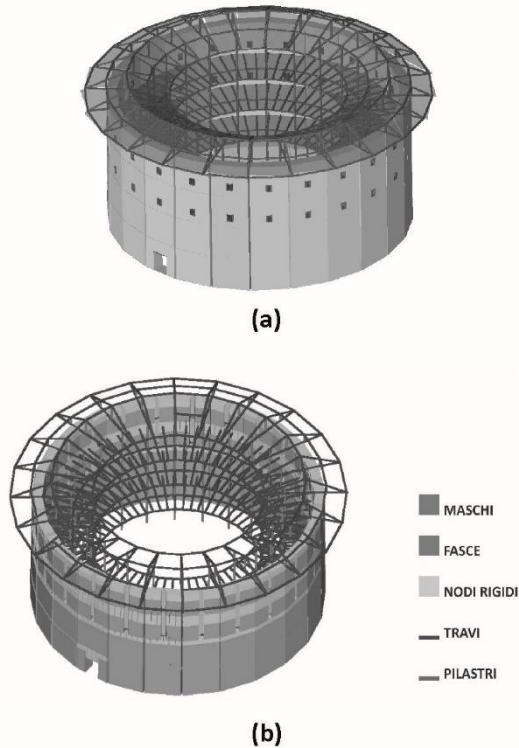 (a)
MASCHI
FASCE
NODI RIGIDI
TRAVI
PILASTRI
(b)